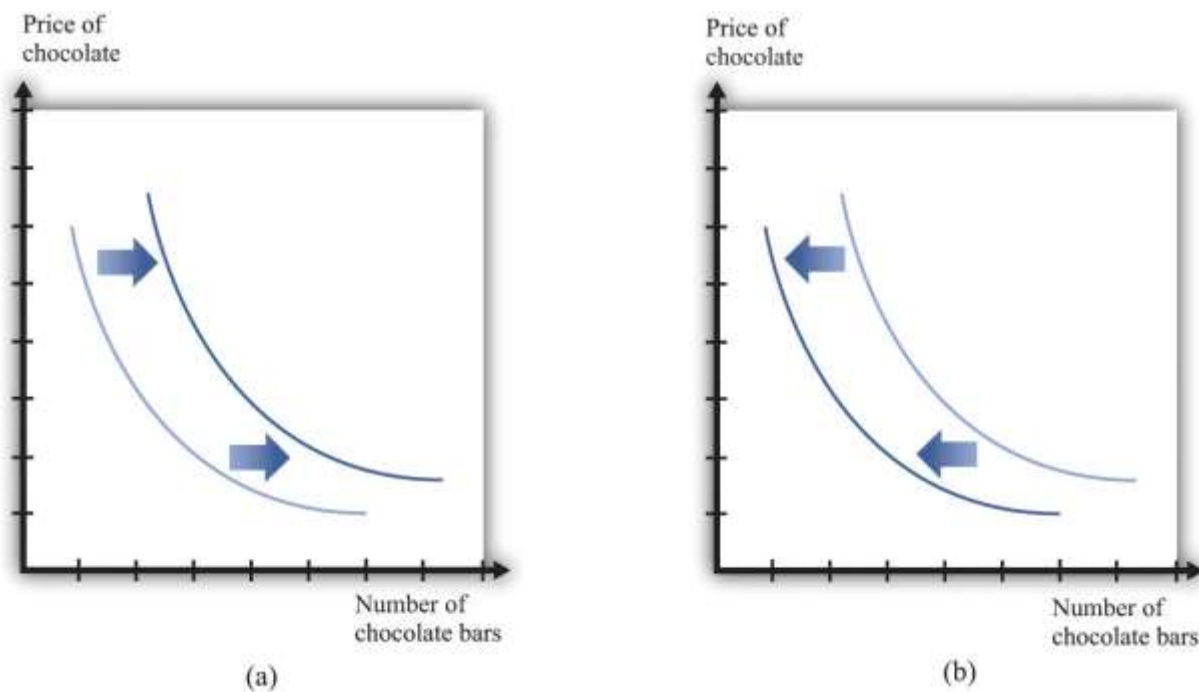 Price of
chocolate
Number of
chocolate bars
(a)
Price of
chocolate
Number of
chocolate bars
(b)